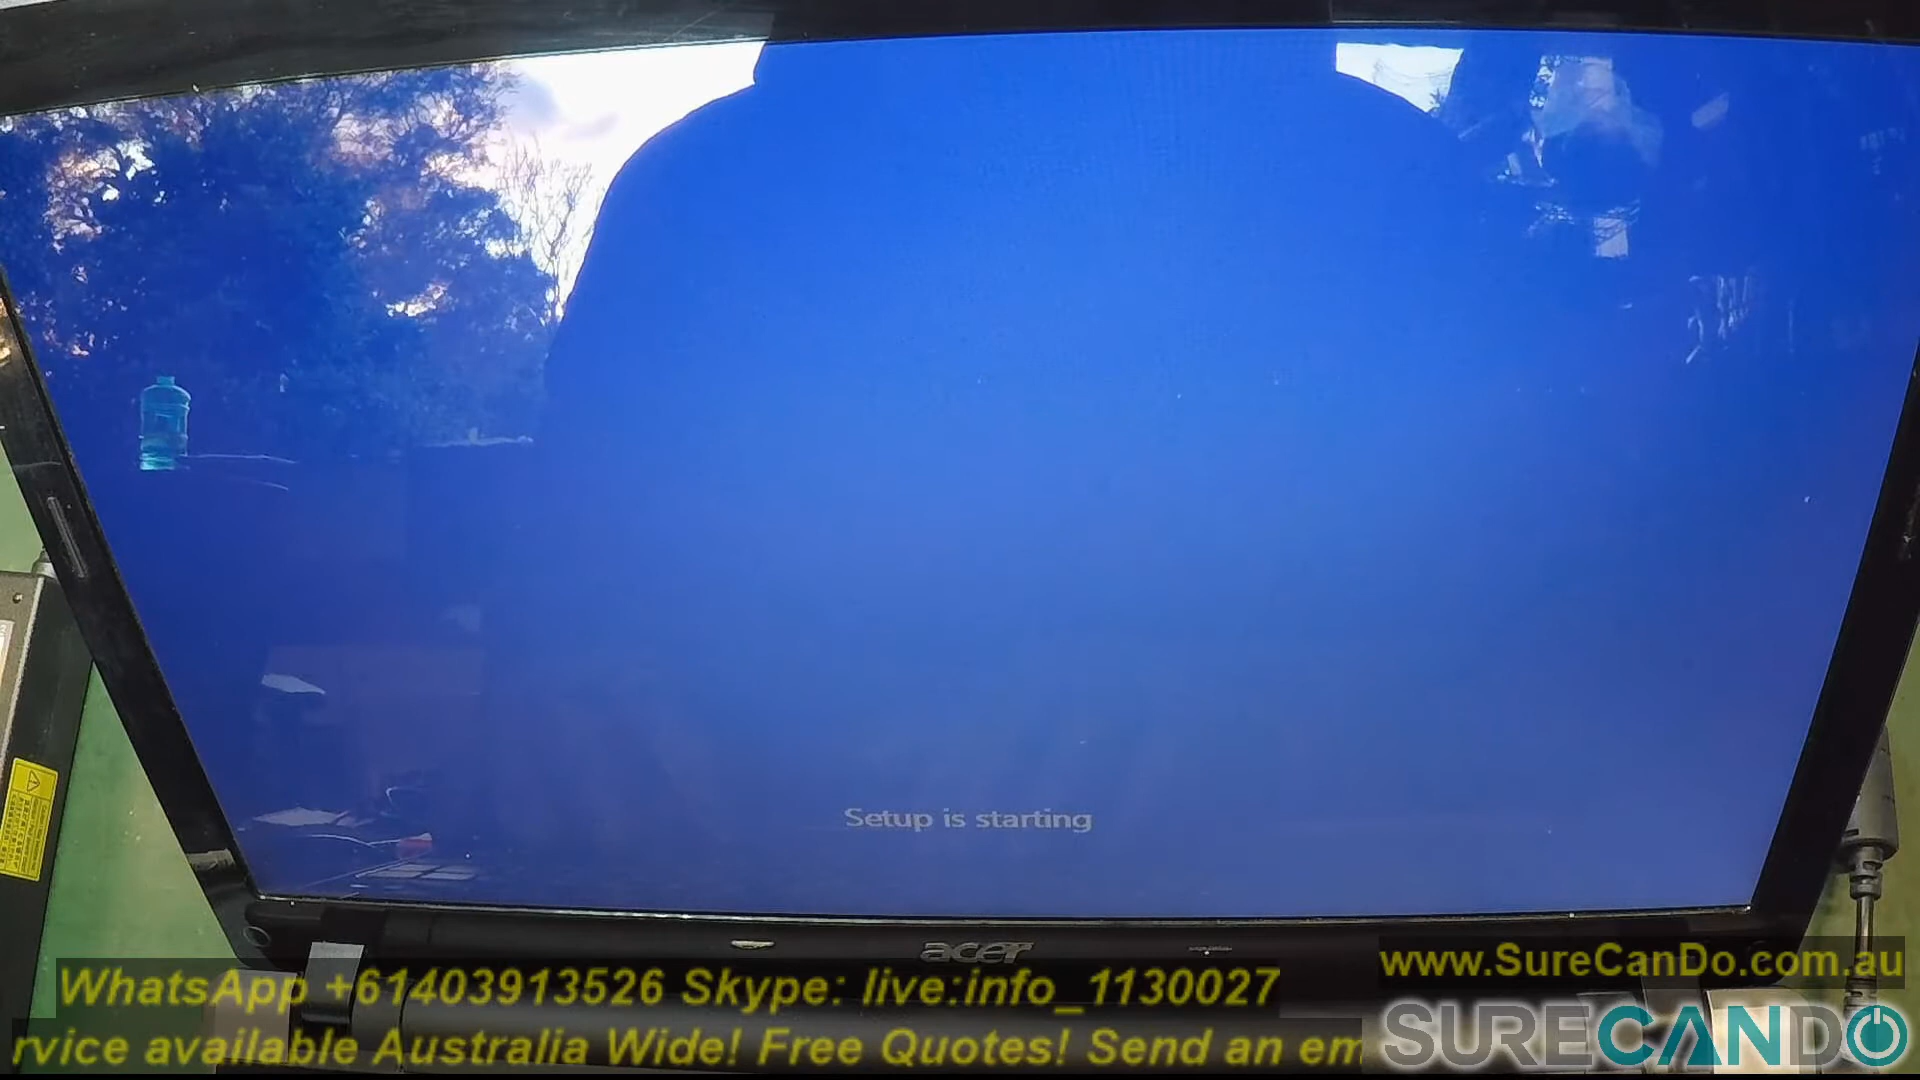 Setup is starting
acer
www.SureCanDo.com.au
WhatsApp +61403913526 Skype: live:info_1130027
SURECANDO
rvice available Australia Wide! Free Quotes! Send an em